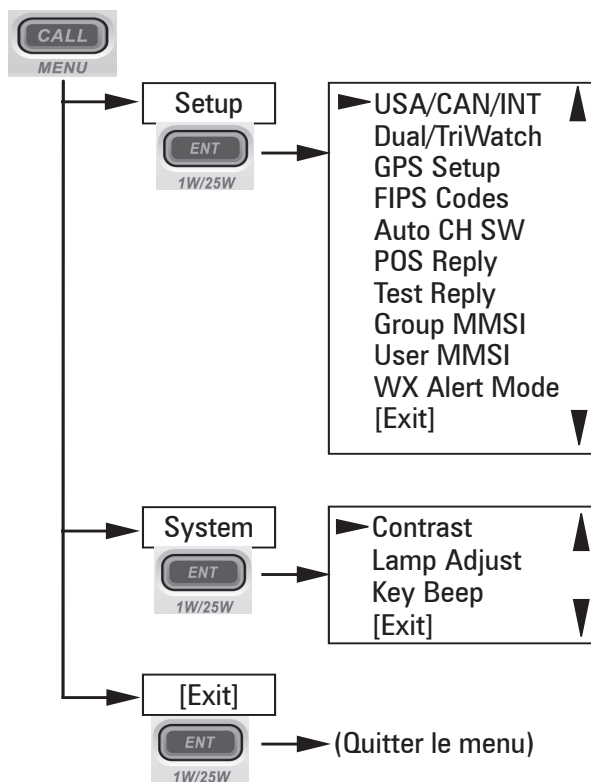 CALL
MENU
Setup
ENT
1W/25W
USA/CAN/INT
Dual/TriWatch
GPS Setup
FIPS Codes
Auto CH SW
POS Reply
Test Reply
Group MMSI
User MMSI
WX Alert Mode
[Exit]
System
ENT
1W/25W
Contrast
Lamp Adjust
Key Beep
[Exit]
[Exit]
ENT
1W/25W
(Quitter le menu)